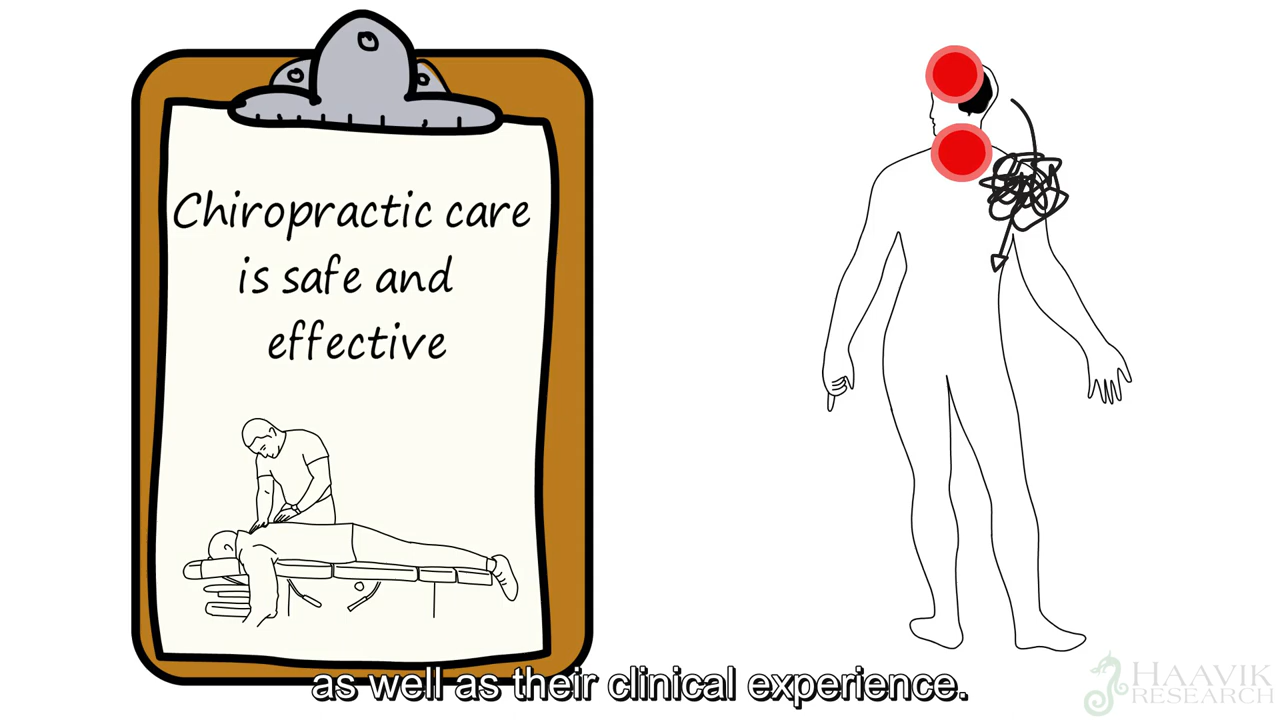 Chiropractic care
is safe and
effective
as well as their clinical experience.
HAAVIK
RESEARCH